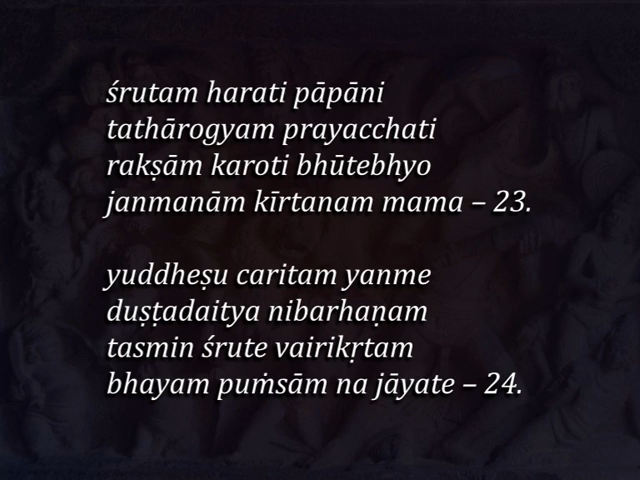 śrutam harati pāpāni
tathārogyam prayacchati
rakṣām karoti bhūtebhyo
janmanām kīrtanam mama – 23.
yuddheṣu caritam yanme
duṣṭadaitya nibarhaṇam
tasmin śrute vairikṛtam
bhayam puṁsām na jāyate – 24.